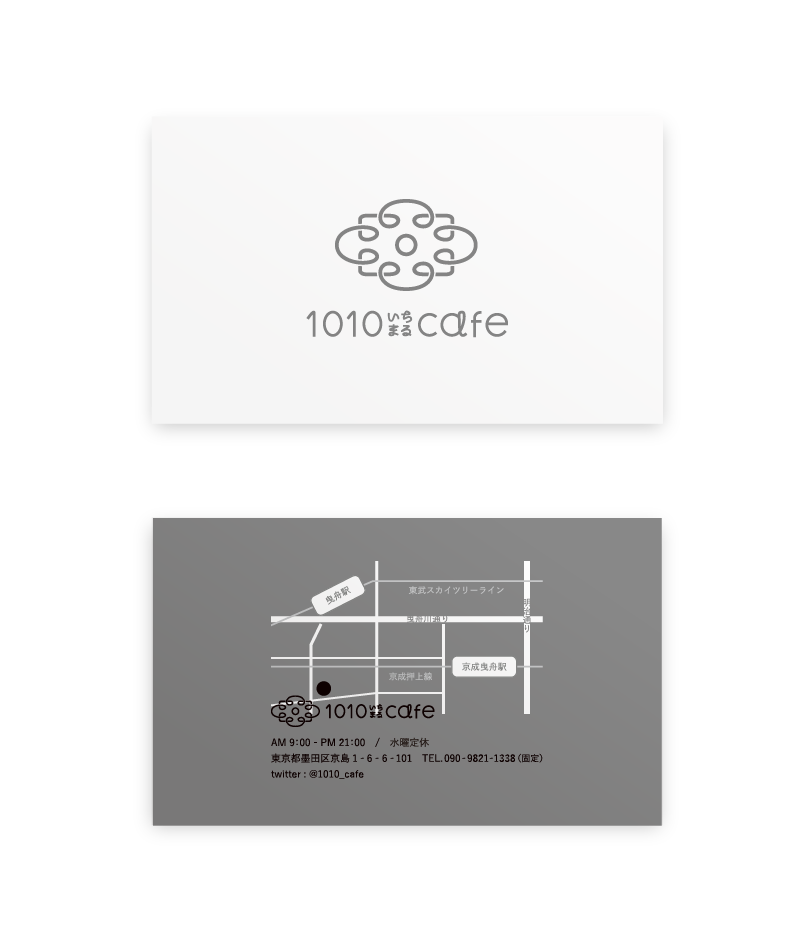 1010 いちまる cafe
曳舟駅
東武スカイツリーライン
明治通り
曳舟川通り
京成曳舟駅
京成押上線
1010 いちまる cafe
AM 9:00 - PM 21:00 / 水曜定休
東京都墨田区京島 1 - 6 - 6 - 101 TEL.090 - 9821-1338 (固定)
twitter : @1010_cafe